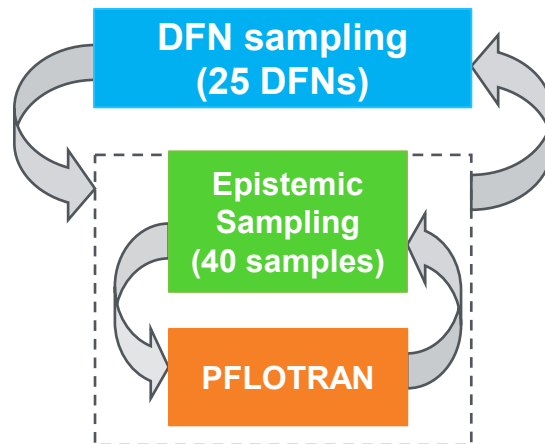 DFN sampling
(25 DFNs)
Epistemic
Sampling
(40 samples)
PFLOTRAN